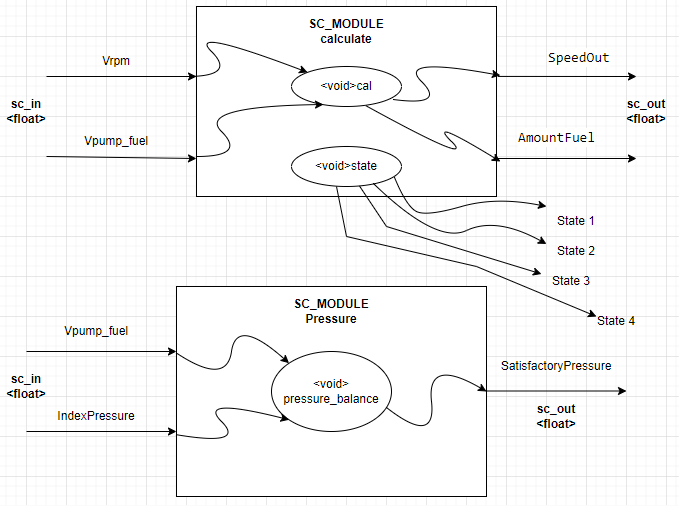 SC_MODULE
calculate
Vrpm
SpeedOut
<void>cal
sc_in
<float>
sc_out
<float>
Vpump_fuel
AmountFuel
<void>state
State 1
State 2
State 3
State 4
SC_MODULE
Pressure
Vpump_fuel
SatisfactoryPressure
sc_in
<float>
<void>
pressure_balance
IndexPressure
sc_out
<float>